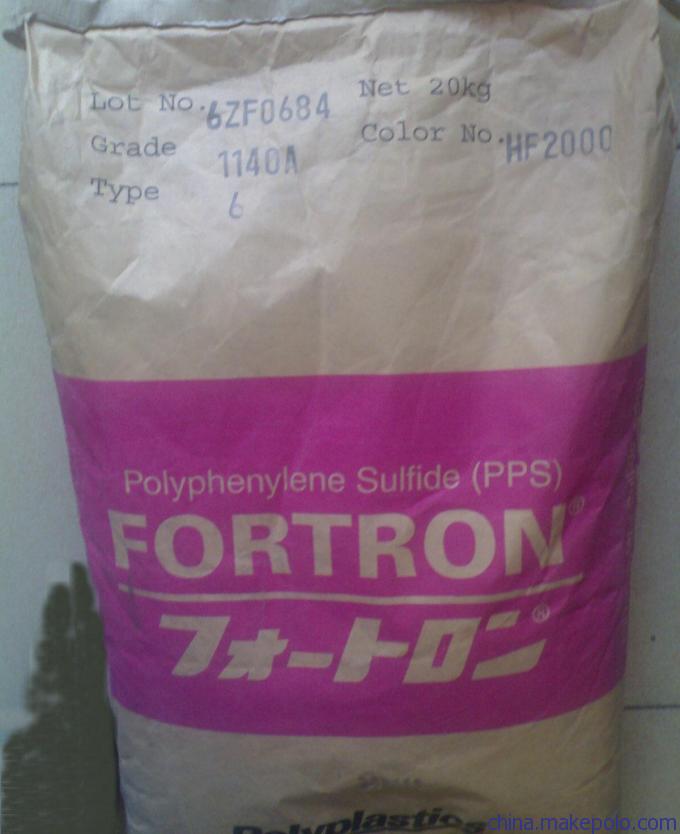 Lot No. 6ZF0684 Net 20kg
Grade 1140A Color No. HF2000
Type 6
Polyphenylene Sulfide (PPS)
FORTRON®
フォートロン®
Polyplastics
china.makepolo.com